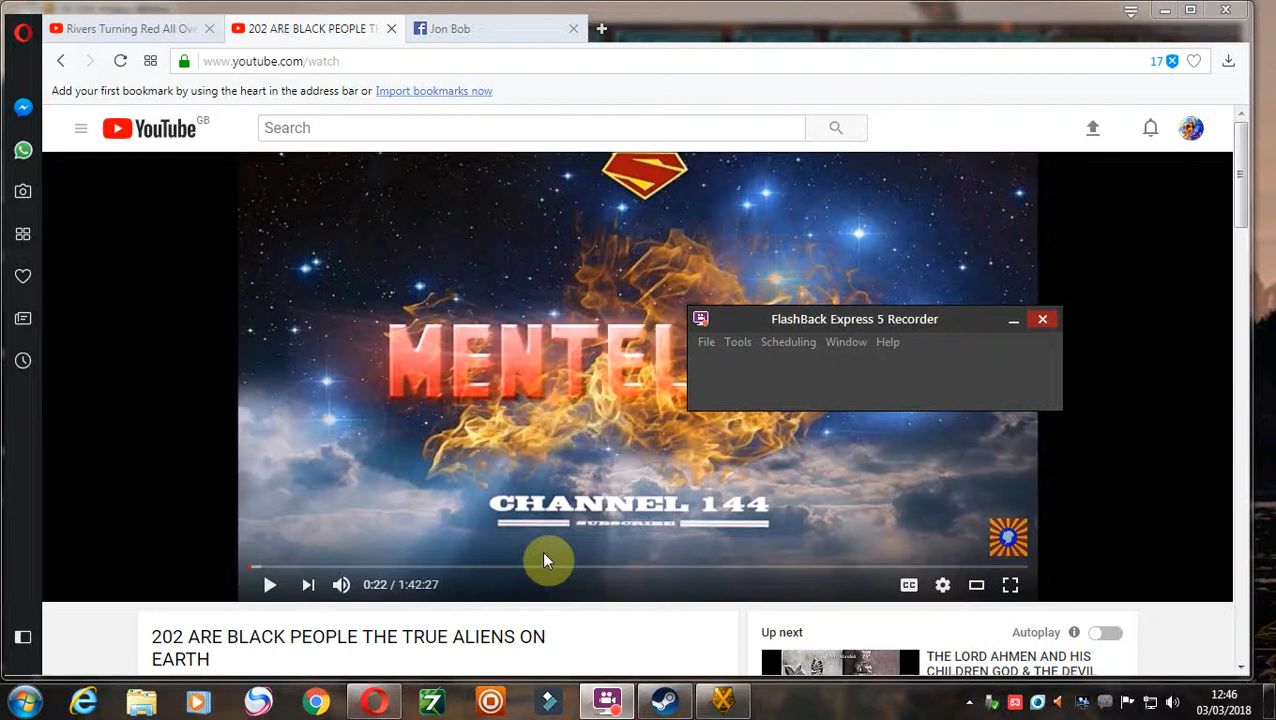 Rivers Turning Red All Ove
202 ARE BLACK PEOPLE TH
Jon Bob
www.youtube.com/watch
17
Add your first bookmark by using the heart in the address bar or Import bookmarks now
YouTube GB
Search
FlashBack Express 5 Recorder
File Tools Scheduling Window Help
MENTEL
CHANNEL 144
SUBSCRIBE
0:22 / 1:42:27
CC
202 ARE BLACK PEOPLE THE TRUE ALIENS ON
EARTH
Up next
Autoplay
THE LORD AHMEN AND HIS
CHILDREN GOD & THE DEVIL
12:46
03/03/2018